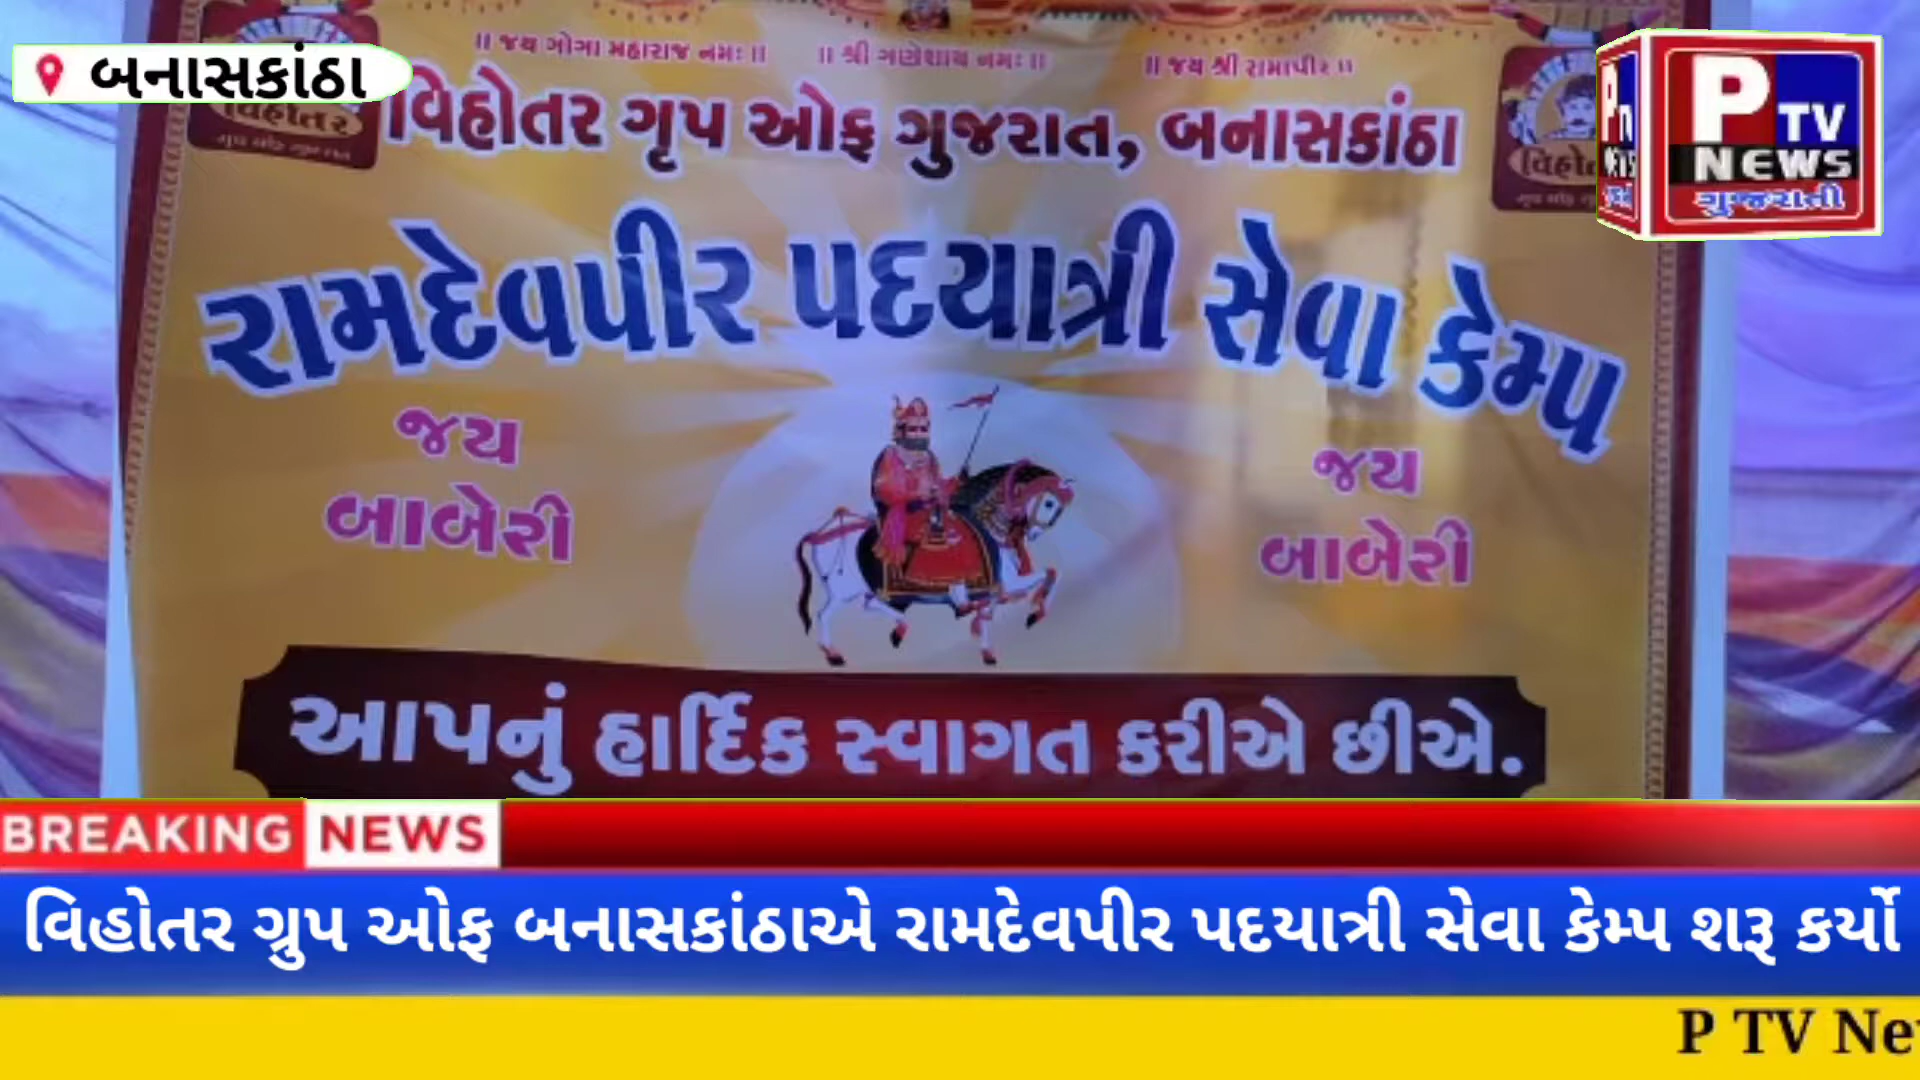 બનાસકાંઠા
॥ જય ગોગા મહારાજ નમઃ ॥ ॥ શ્રી ગણેશાય નમઃ ॥ ॥ જય શ્રી રામાપીર ॥
વિહોતર ગૃપ ઓફ ગુજરાત, બનાસકાંઠા
વિહોતર
P TV
NEWS
ગુજરાતી
રામદેવપીર પદયાત્રી સેવા કેમ્પ
જય
બાબેરી
જય
બાબેરી
આપનું હાર્દિક સ્વાગત કરીએ છીએ.
BREAKING NEWS
વિહોતર ગ્રુપ ઓફ બનાસકાંઠાએ રામદેવપીર પદયાત્રી સેવા કેમ્પ શરૂ કર્યો
P TV Ne